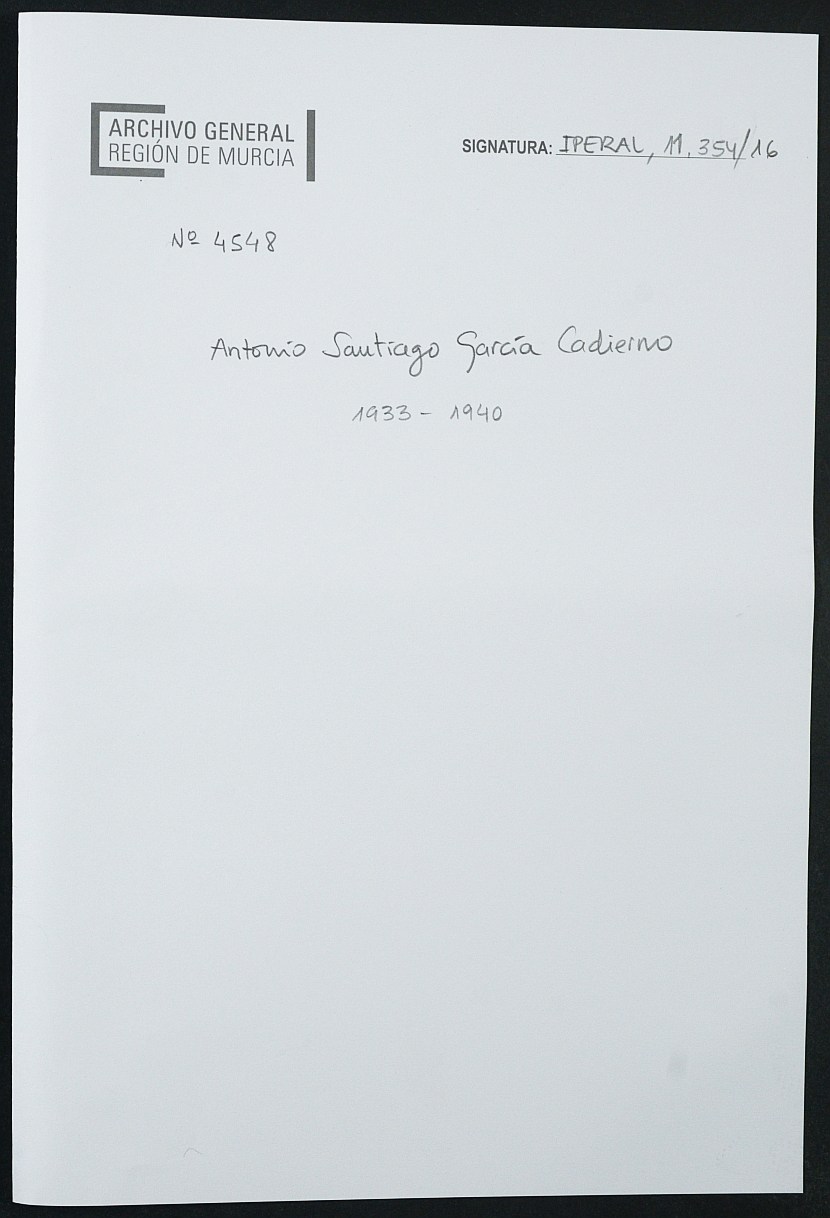 ARCHIVO GENERAL
REGIÓN DE MURCIA
SIGNATURA: IPERAL, 11.354/16
Nº 4548
Antonio Santiago García Cadierno
1933 - 1940